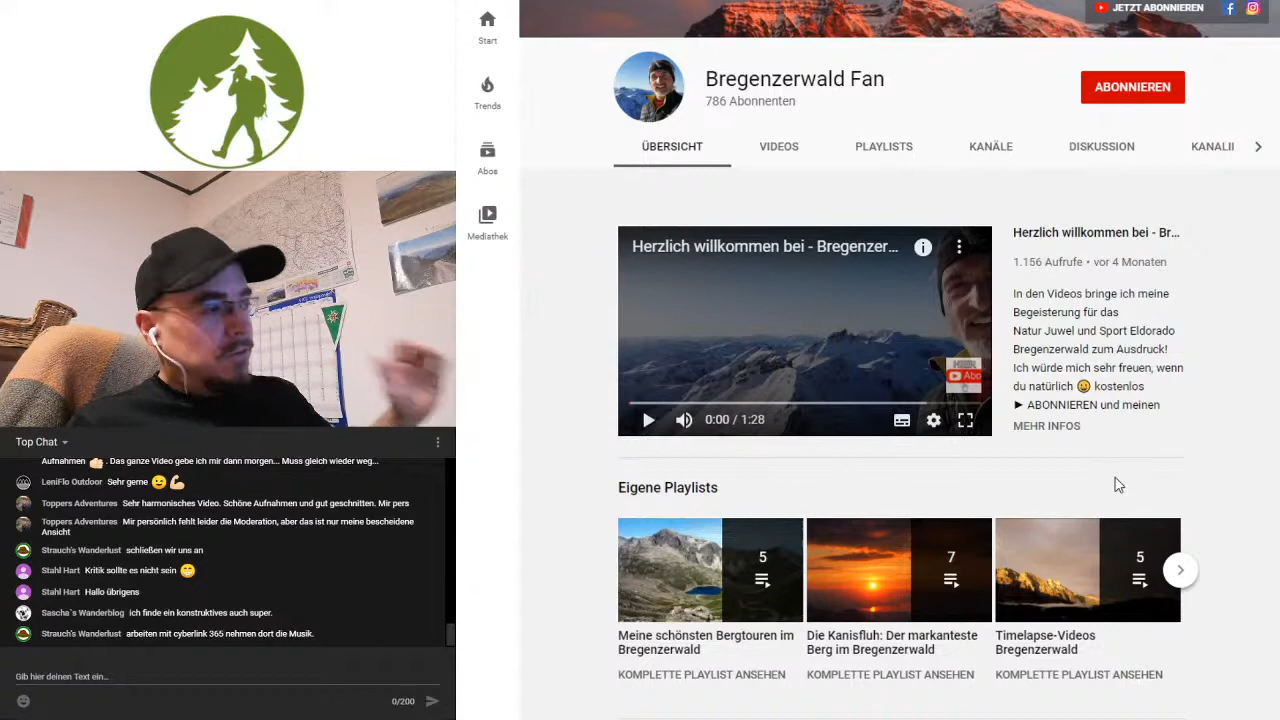 Start
Trends
Abos
Mediathek
JETZT ABONNIEREN
Bregenzerwald Fan
786 Abonnenten
ABONNIEREN
ÜBERSICHT
VIDEOS
PLAYLISTS
KANÄLE
DISKUSSION
KANALII
Herzlich willkommen bei - Bregenzer...
Abo
0:00 / 1:28
Herzlich willkommen bei - Br...
1.156 Aufrufe • vor 4 Monaten
In den Videos bringe ich meine
Begeisterung für das
Natur Juwel und Sport Eldorado
Bregenzerwald zum Ausdruck!
Ich würde mich sehr freuen, wenn
du natürlich 😀 kostenlos
► ABONNIEREN und meinen
MEHR INFOS
Eigene Playlists
5
7
5
Meine schönsten Bergtouren im
Bregenzerwald
KOMPLETTE PLAYLIST ANSEHEN
Die Kanisfluh: Der markanteste
Berg im Bregenzerwald
KOMPLETTE PLAYLIST ANSEHEN
Timelapse-Videos
Bregenzerwald
KOMPLETTE PLAYLIST ANSEHEN
Top Chat
Aufnahmen 👏. Das ganze Video gebe ich mir dann morgen... Muss gleich wieder weg...
LeniFlo Outdoor Sehr gerne 😉 💪
Toppers Adventures Sehr harmonisches Video. Schöne Aufnahmen und gut geschnitten. Mir pers
Toppers Adventures Mir persönlich fehlt leider die Moderation, aber das ist nur meine bescheidene
Ansicht
Strauch's Wanderlust schließen wir uns an
Stahl Hart Kritik sollte es nicht sein 😁
Stahl Hart Hallo übrigens
Sascha`s Wanderblog ich finde ein konstruktives auch super.
Strauch's Wanderlust arbeiten mit cyberlink 365 nehmen dort die Musik.
Gib hier deinen Text ein...
0/200